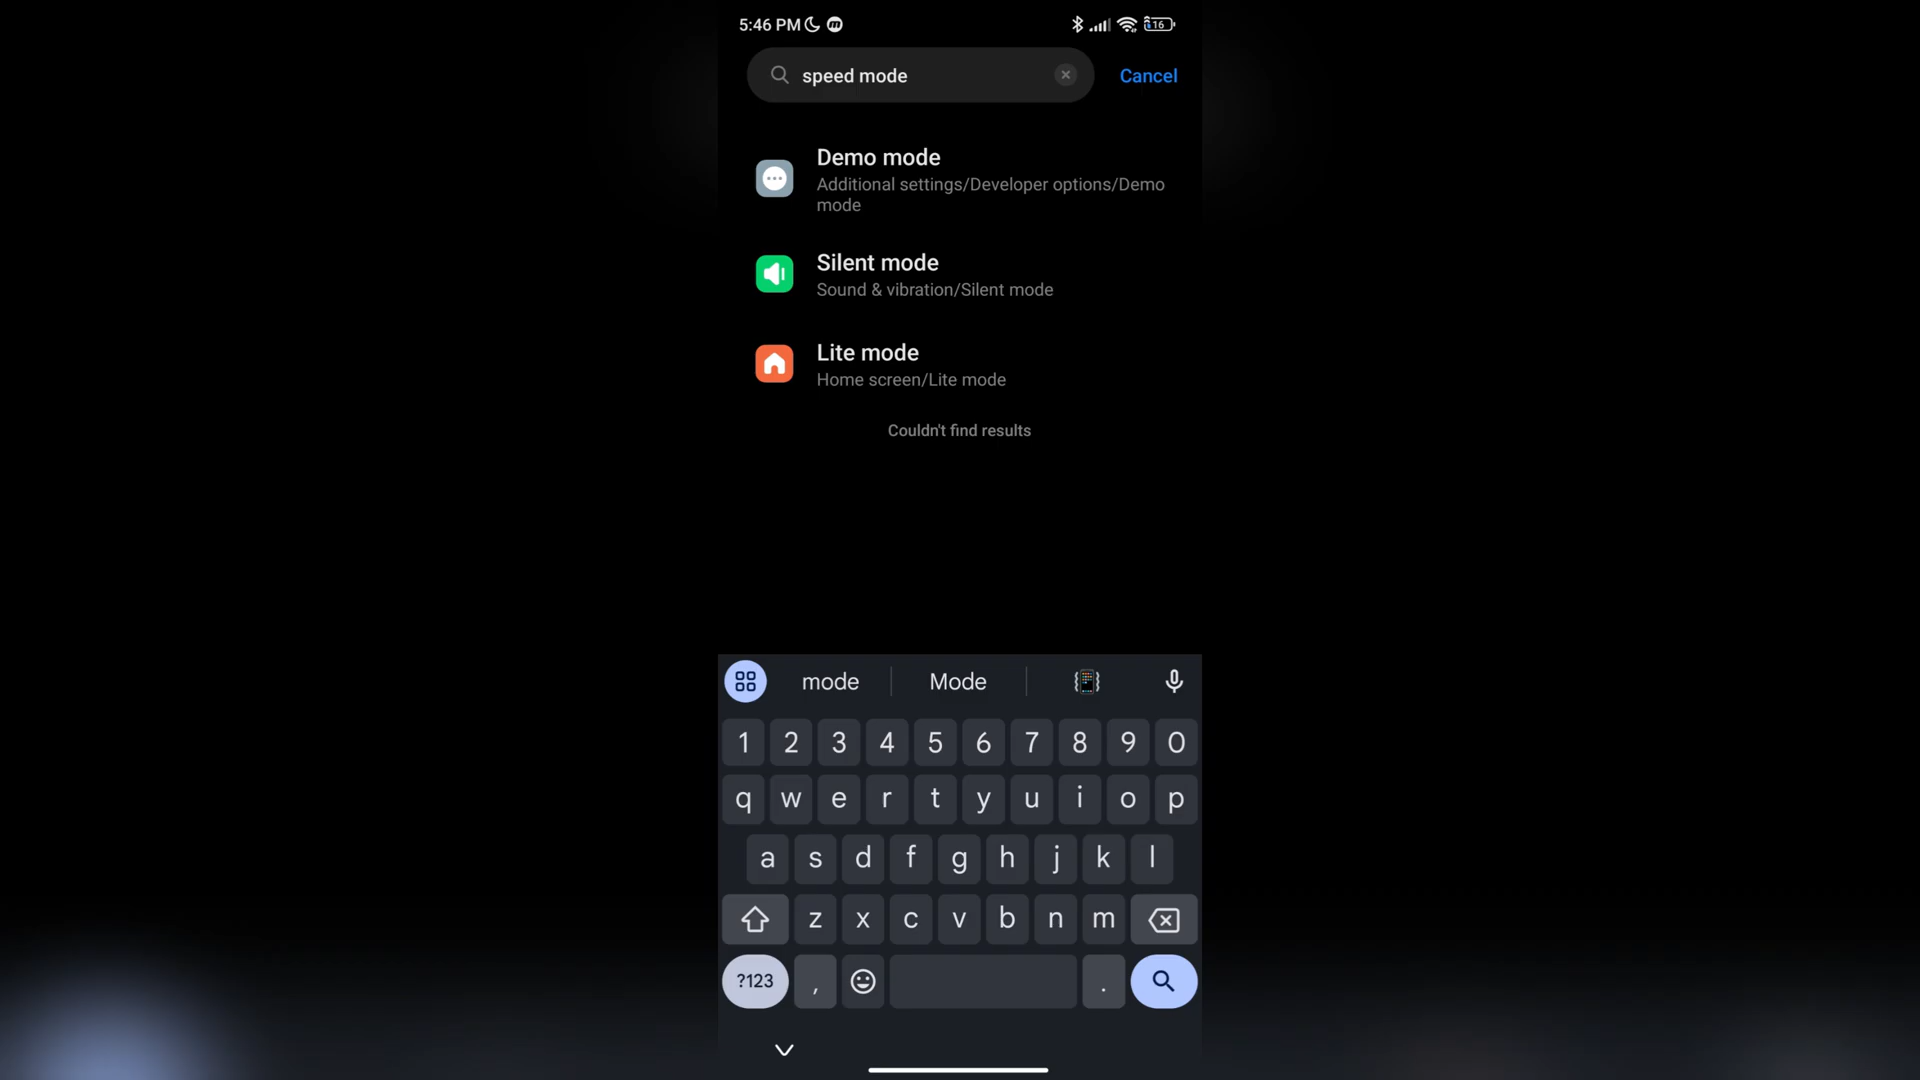 5:46 PM
16
speed mode
Cancel
Demo mode
Additional settings/Developer options/Demo
mode
Silent mode
Sound & vibration/Silent mode
Lite mode
Home screen/Lite mode
Couldn't find results
mode Mode
1 2 3 4 5 6 7 8 9 0
q w e r t y u i o p
a s d f g h j k l
z x c v b n m
?123 , .